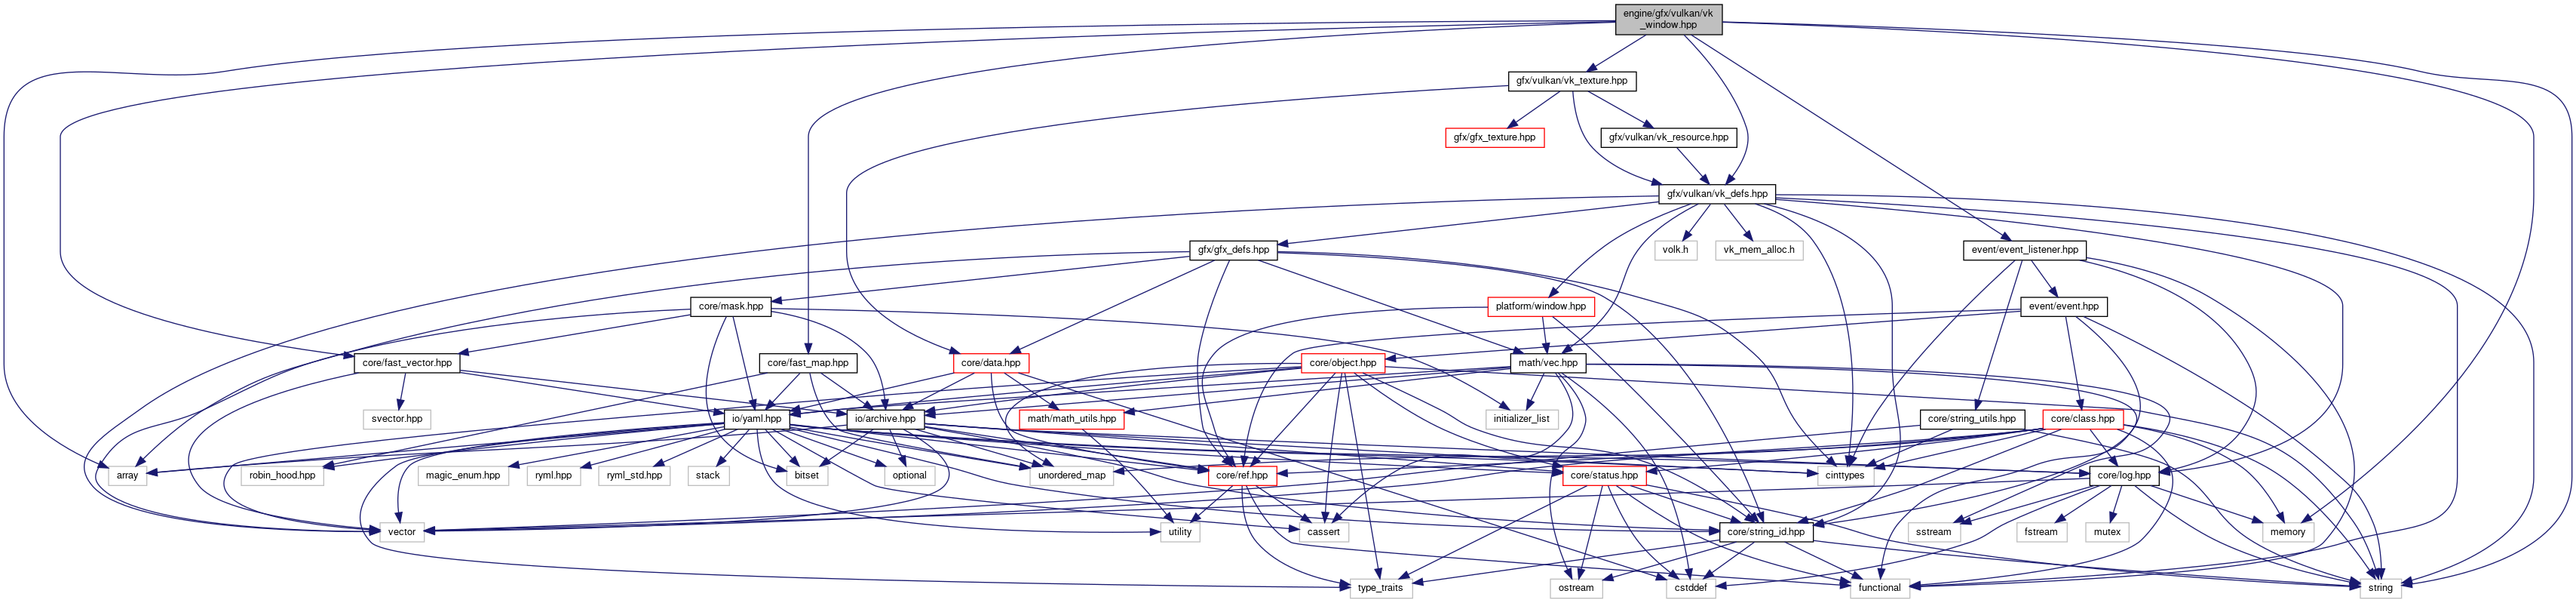 engine/gfx/vulkan/vk
_window.hpp
gfx/vulkan/vk_texture.hpp
gfx/gfx_texture.hpp
gfx/vulkan/vk_resource.hpp
gfx/vulkan/vk_defs.hpp
gfx/gfx_defs.hpp
volk.h
vk_mem_alloc.h
event/event_listener.hpp
core/mask.hpp
platform/window.hpp
event/event.hpp
core/fast_vector.hpp
core/fast_map.hpp
core/data.hpp
core/object.hpp
math/vec.hpp
svector.hpp
io/yaml.hpp
io/archive.hpp
math/math_utils.hpp
initializer_list
core/string_utils.hpp
core/class.hpp
array
robin_hood.hpp
magic_enum.hpp
ryml.hpp
ryml_std.hpp
stack
bitset
optional
unordered_map
core/ref.hpp
core/status.hpp
cinttypes
core/log.hpp
vector
utility
cassert
core/string_id.hpp
sstream
fstream
mutex
memory
type_traits
ostream
cstddef
functional
string